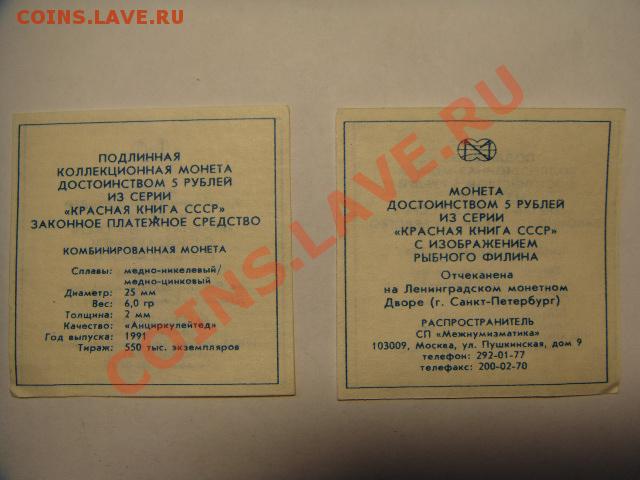 COINS.LAVE.RU
ПОДЛИННАЯ
КОЛЛЕКЦИОННАЯ МОНЕТА
ДОСТОИНСТВОМ 5 РУБЛЕЙ
ИЗ СЕРИИ
«КРАСНАЯ КНИГА СССР»
ЗАКОННОЕ ПЛАТЕЖНОЕ СРЕДСТВО
КОМБИНИРОВАННАЯ МОНЕТА
Сплавы: медно-никелевый/
медно-цинковый
Диаметр: 25 мм
Вес: 6,0 гр
Толщина: 2 мм
Качество: «Анциркулейтед»
Год выпуска: 1991
Тираж: 550 тыс. экземпляров
МОНЕТА
ДОСТОИНСТВОМ 5 РУБЛЕЙ
ИЗ СЕРИИ
«КРАСНАЯ КНИГА СССР»
С ИЗОБРАЖЕНИЕМ
РЫБНОГО ФИЛИНА
Отчеканена
на Ленинградском монетном
Дворе (г. Санкт-Петербург)
РАСПРОСТРАНИТЕЛЬ
СП «Межнумизматика»
103009, Москва, ул. Пушкинская, дом 9
телефон: 292-01-77
телефакс: 200-02-70
COINS.LAVE.RU
COINS.LAVE.RU